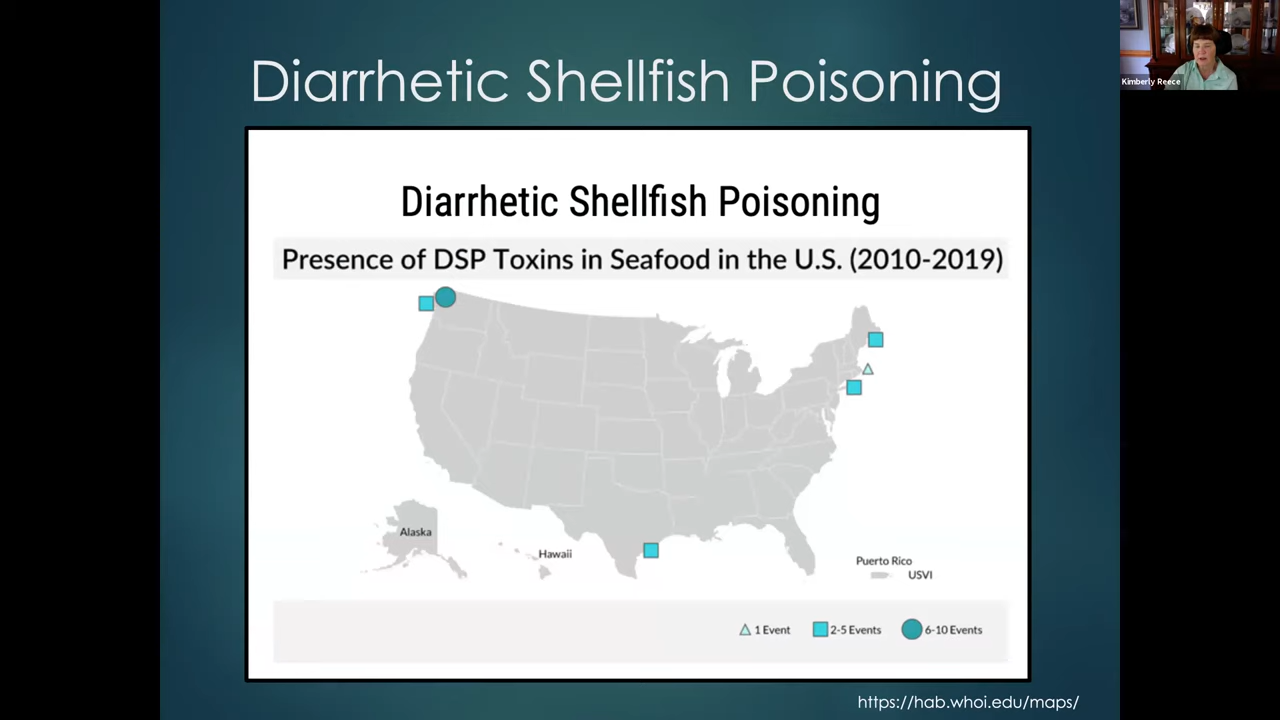 Diarrhetic Shellfish Poisoning
Kimberly Reece
Diarrhetic Shellfish Poisoning
Presence of DSP Toxins in Seafood in the U.S. (2010-2019)
Alaska
Hawaii
Puerto Rico
USVI
1 Event
2-5 Events
6-10 Events
https://hab.whoi.edu/maps/